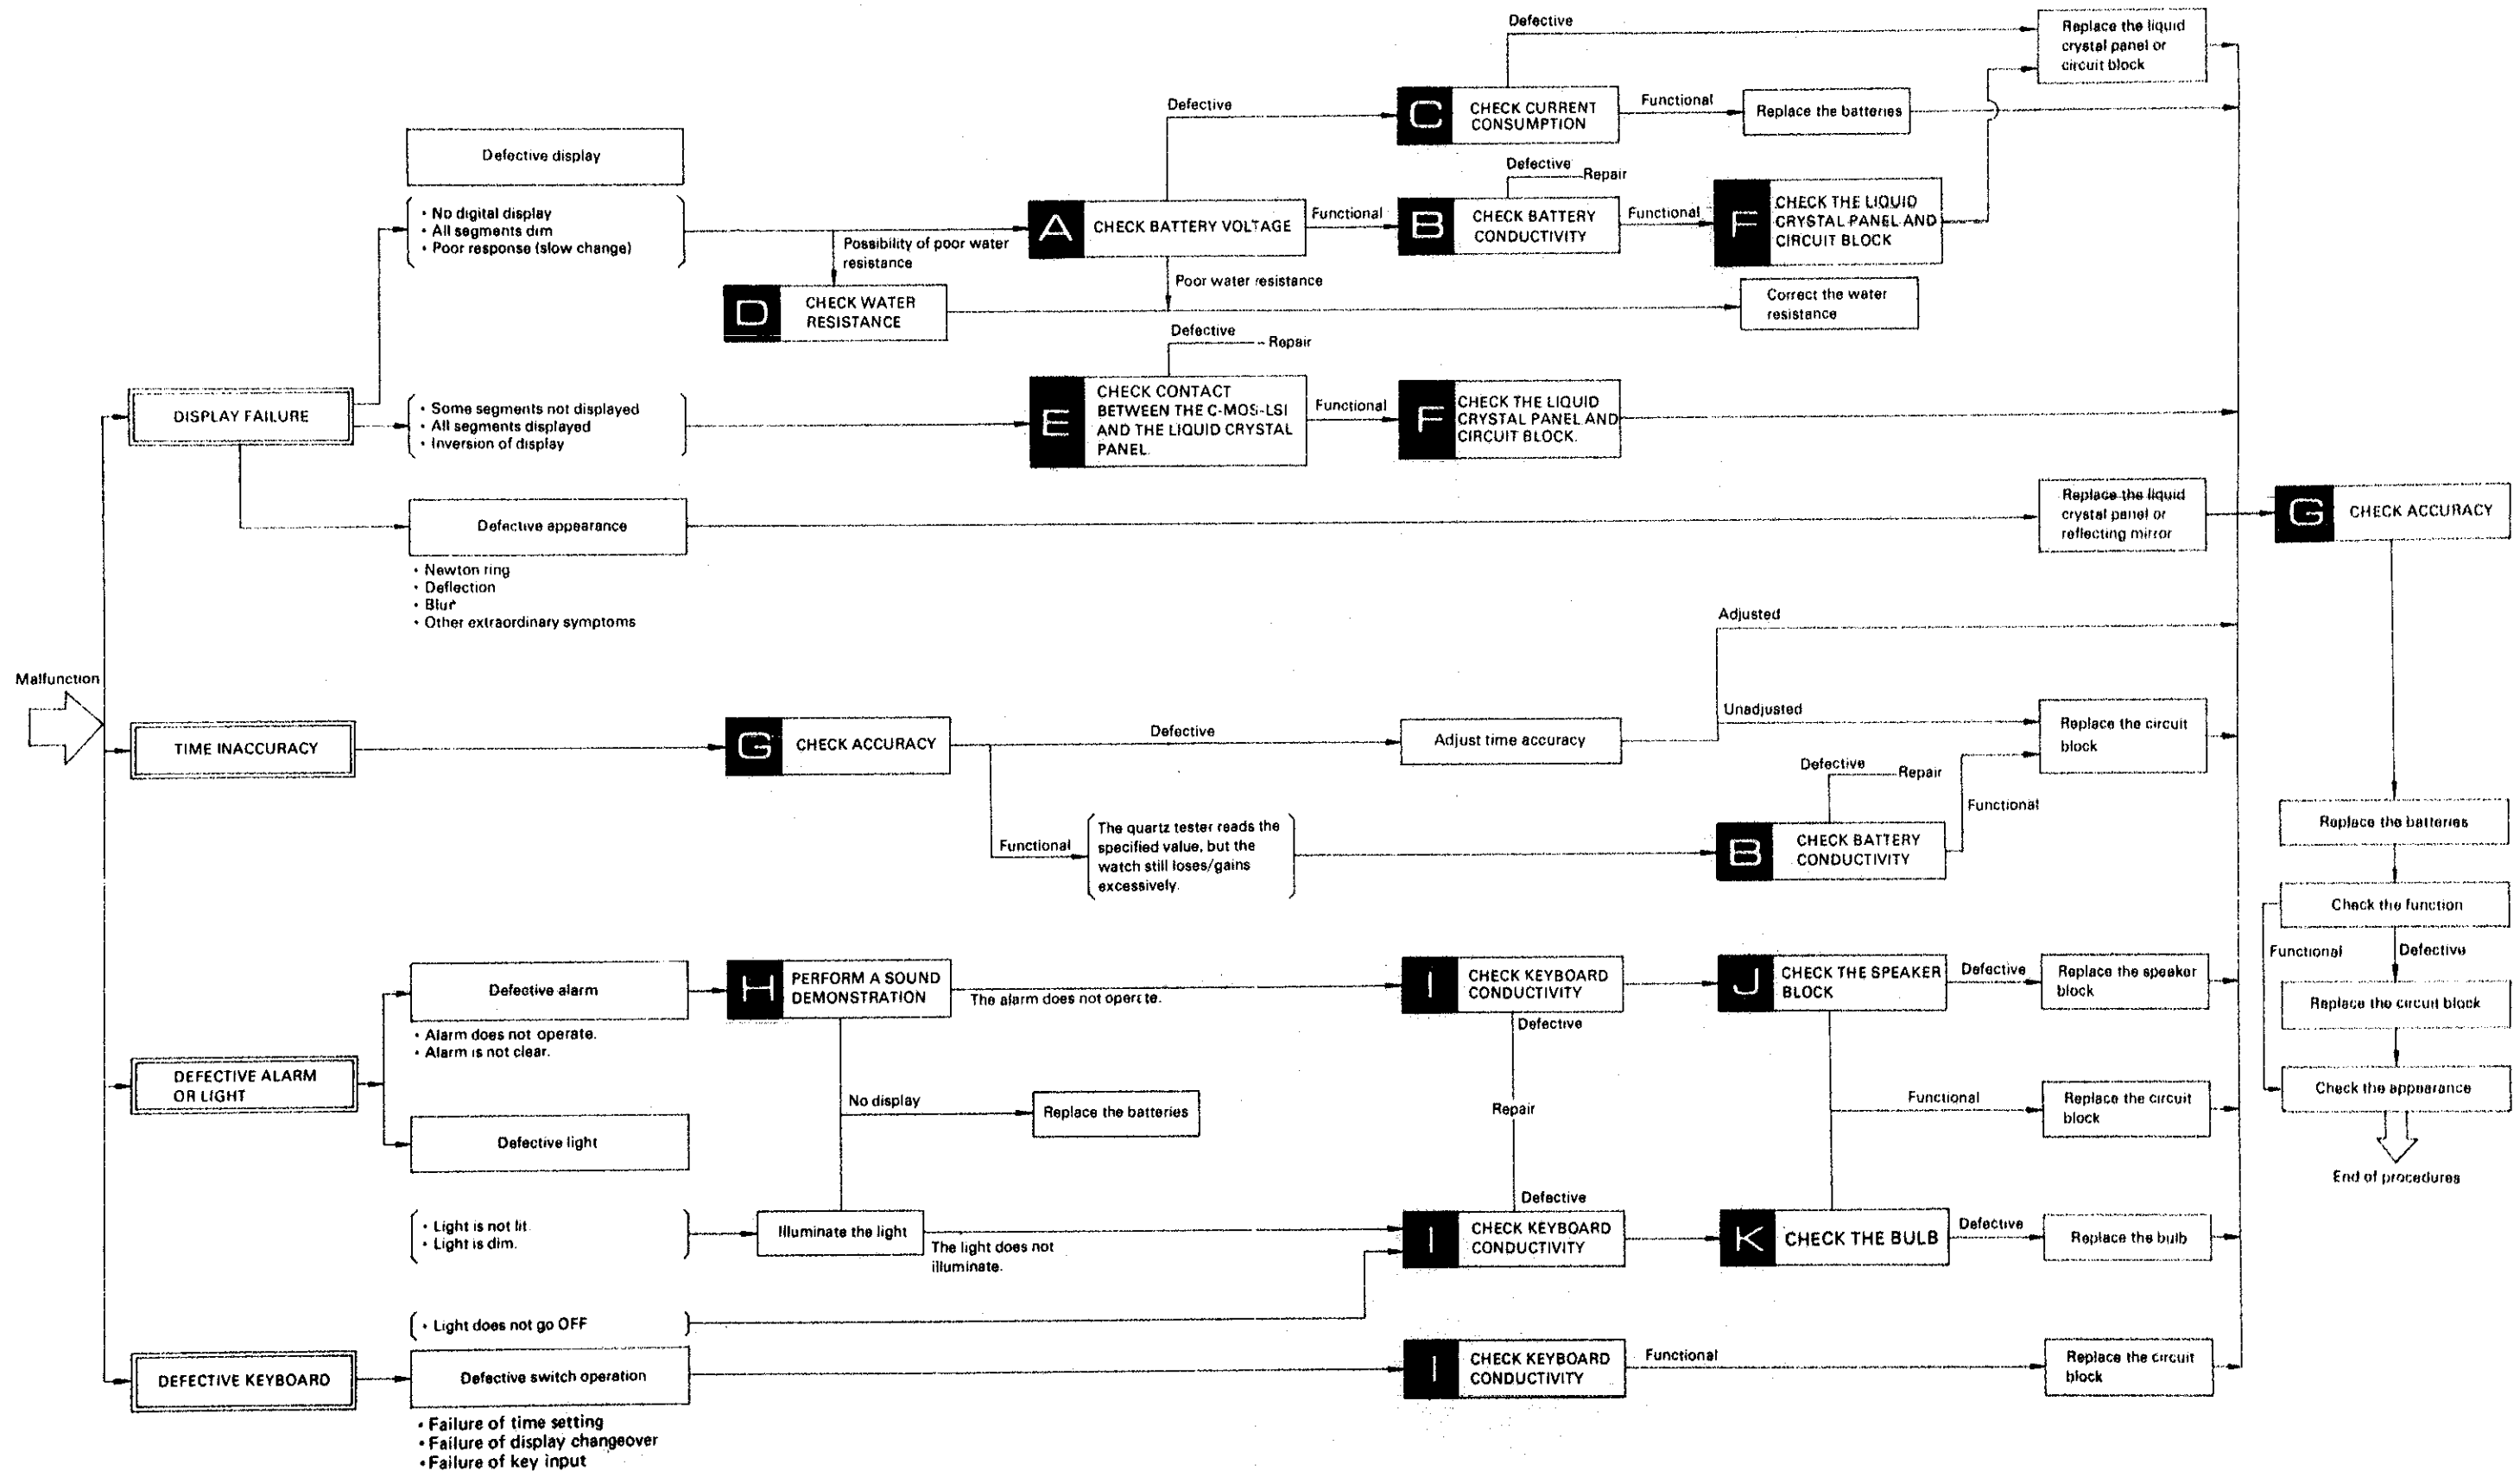 Defective
Replace the liquid
crystal panel or
circuit block
Defective
C
CHECK CURRENT
CONSUMPTION
Functional
Replace the batteries
Defective display
Defective
Repair
• No digital display
• All segments dim
• Poor response (slow change)
Possibility of poor water
resistance
A
CHECK BATTERY VOLTAGE
Functional
B
CHECK BATTERY
CONDUCTIVITY
Functional
F
CHECK THE LIQUID
CRYSTAL PANEL AND
CIRCUIT BLOCK
Poor water resistance
D
CHECK WATER
RESISTANCE
Correct the water
resistance
Defective
Repair
DISPLAY FAILURE
• Some segments not displayed
• All segments displayed
• Inversion of display
E
CHECK CONTACT
BETWEEN THE C-MOS-LSI
AND THE LIQUID CRYSTAL
PANEL.
Functional
F
CHECK THE LIQUID
CRYSTAL PANEL AND
CIRCUIT BLOCK.
Defective appearance
Replace the liquid
crystal panel or
reflecting mirror
G
CHECK ACCURACY
• Newton ring
• Deflection
• Blur
• Other extraordinary symptoms
Adjusted
Malfunction
TIME INACCURACY
G
CHECK ACCURACY
Defective
Adjust time accuracy
Unadjusted
Replace the circuit
block
Defective
Repair
Functional
Functional
The quartz tester reads the
specified value, but the
watch still loses/gains
excessively.
B
CHECK BATTERY
CONDUCTIVITY
Replace the batteries
Check the function
Functional
Defective
Replace the circuit block
Check the appearance
End of procedures
Defective alarm
H
PERFORM A SOUND
DEMONSTRATION
The alarm does not operate.
I
CHECK KEYBOARD
CONDUCTIVITY
J
CHECK THE SPEAKER
BLOCK
Defective
Replace the speaker
block
• Alarm does not operate.
• Alarm is not clear.
Defective
DEFECTIVE ALARM
OR LIGHT
No display
Replace the batteries
Repair
Functional
Replace the circuit
block
Defective light
Defective
• Light is not lit.
• Light is dim.
Illuminate the light
The light does not
illuminate.
I
CHECK KEYBOARD
CONDUCTIVITY
K
CHECK THE BULB
Defective
Replace the bulb
• Light does not go OFF
DEFECTIVE KEYBOARD
Defective switch operation
I
CHECK KEYBOARD
CONDUCTIVITY
Functional
Replace the circuit
block
• Failure of time setting
• Failure of display changeover
• Failure of key input